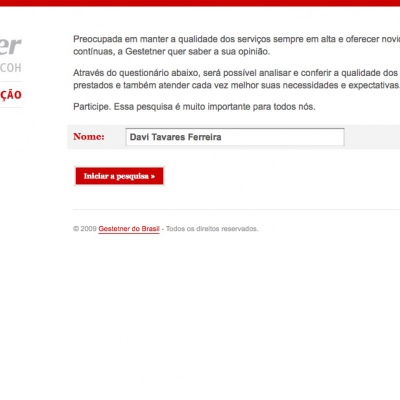 er
COH
ÇÃO
Preocupada em manter a qualidade dos serviços sempre em alta e oferecer novi
contínuas, a Gestetner quer saber a sua opinião.
Através do questionário abaixo, será possível analisar e conferir a qualidade dos
prestados e também atender cada vez melhor suas necessidades e expectativas.
Participe. Essa pesquisa é muito importante para todos nós.
Nome: Davi Tavares Ferreira
Iniciar a pesquisa »
© 2009 Gestetner do Brasil - Todos os direitos reservados.